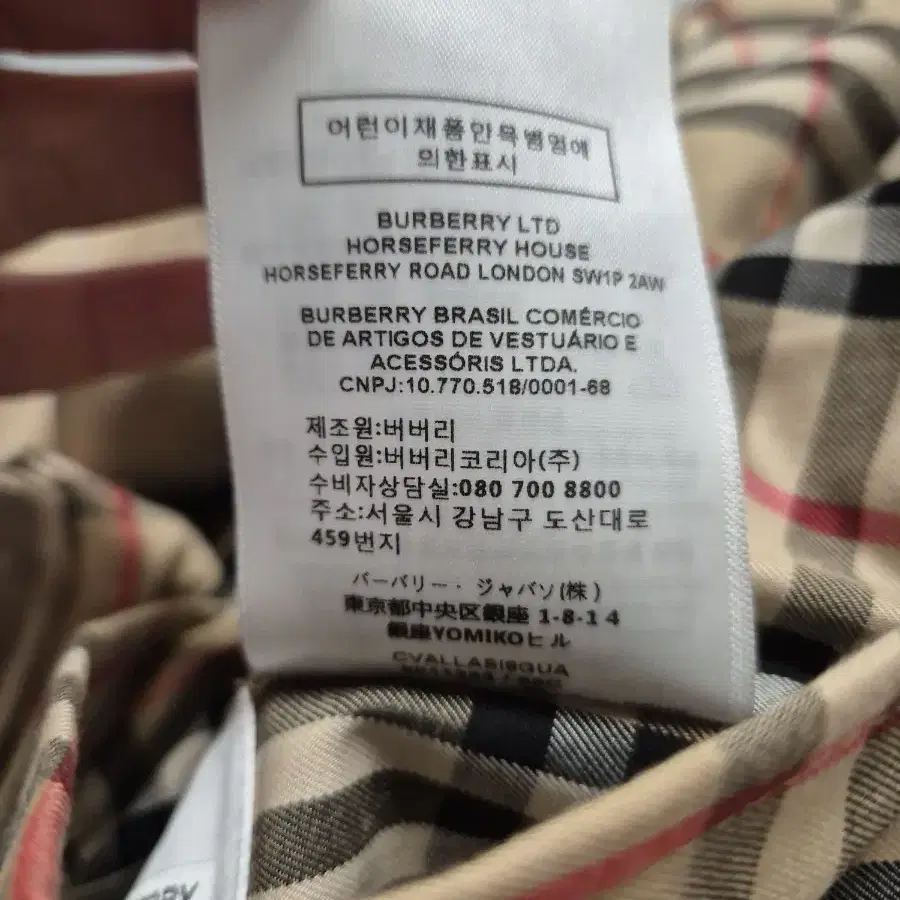 어린이제품안육병염에
의한표시
BURBERRY LTD
HORSEFERRY HOUSE
HORSEFERRY ROAD LONDON SW1P 2AW
BURBERRY BRASIL COMÉRCIO
DE ARTIGOS DE VESTUÁRIO E
ACESSÓRIS LTDA.
CNPJ:10.770.518/0001-68
제조원:버버리
수입원:버버리코리아(주)
수비자상담실:080 700 8800
주소:서울시 강남구 도산대로
459번지
バーバリー・ジャバソ(株)
東京都中央区銀座 1-8-14
銀座YOMIKOヒル
CVALLASISGUA